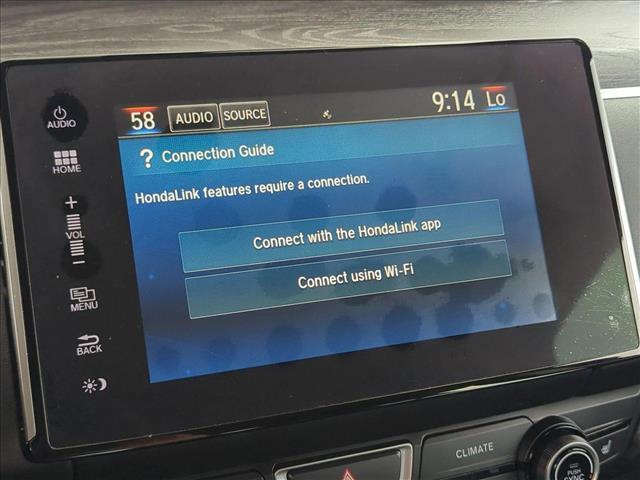 AUDIO
HOME
+
VOL
−
MENU
BACK
58 AUDIO SOURCE 9:14 Lo
? Connection Guide
HondaLink features require a connection.
Connect with the HondaLink app
Connect using Wi-Fi
CLIMATE
PUSH
SYNC